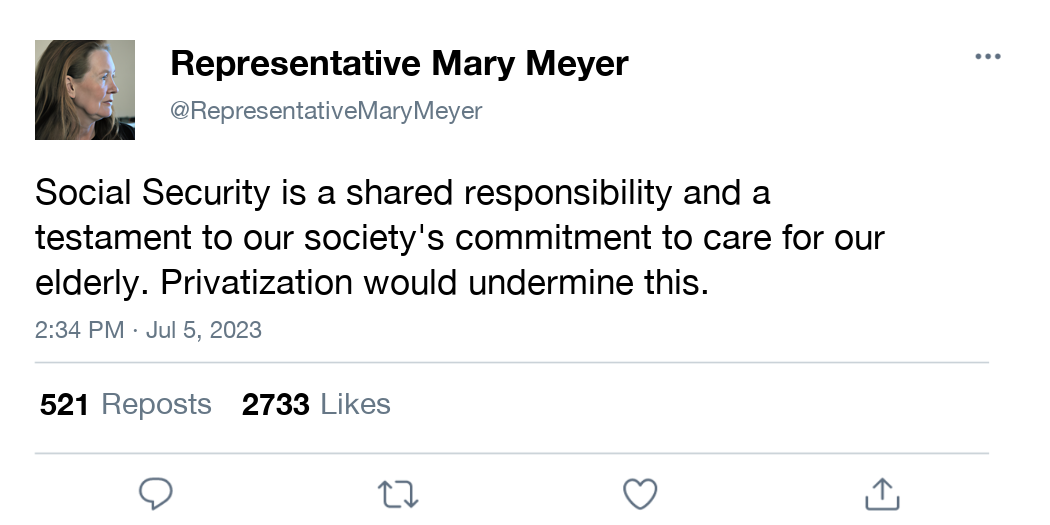 Representative Mary Meyer
@RepresentativeMaryMeyer
Social Security is a shared responsibility and a
testament to our society's commitment to care for our
elderly. Privatization would undermine this.
2:34 PM · Jul 5, 2023
521 Reposts 2733 Likes